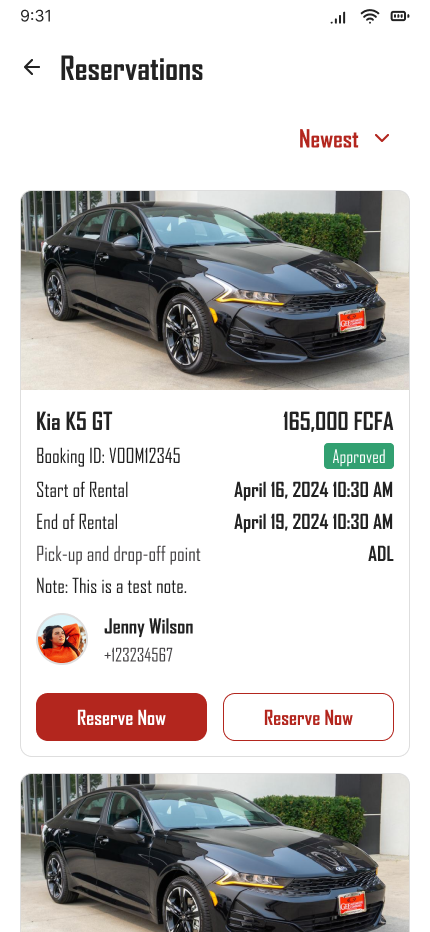 9:31
Reservations
Newest
Kia K5 GT 165,000 FCFA
Booking ID: VOOM12345 Approved
Start of Rental April 16, 2024 10:30 AM
End of Rental April 19, 2024 10:30 AM
Pick-up and drop-off point ADL
Note: This is a test note.
Jenny Wilson
+123234567
Reserve Now Reserve Now